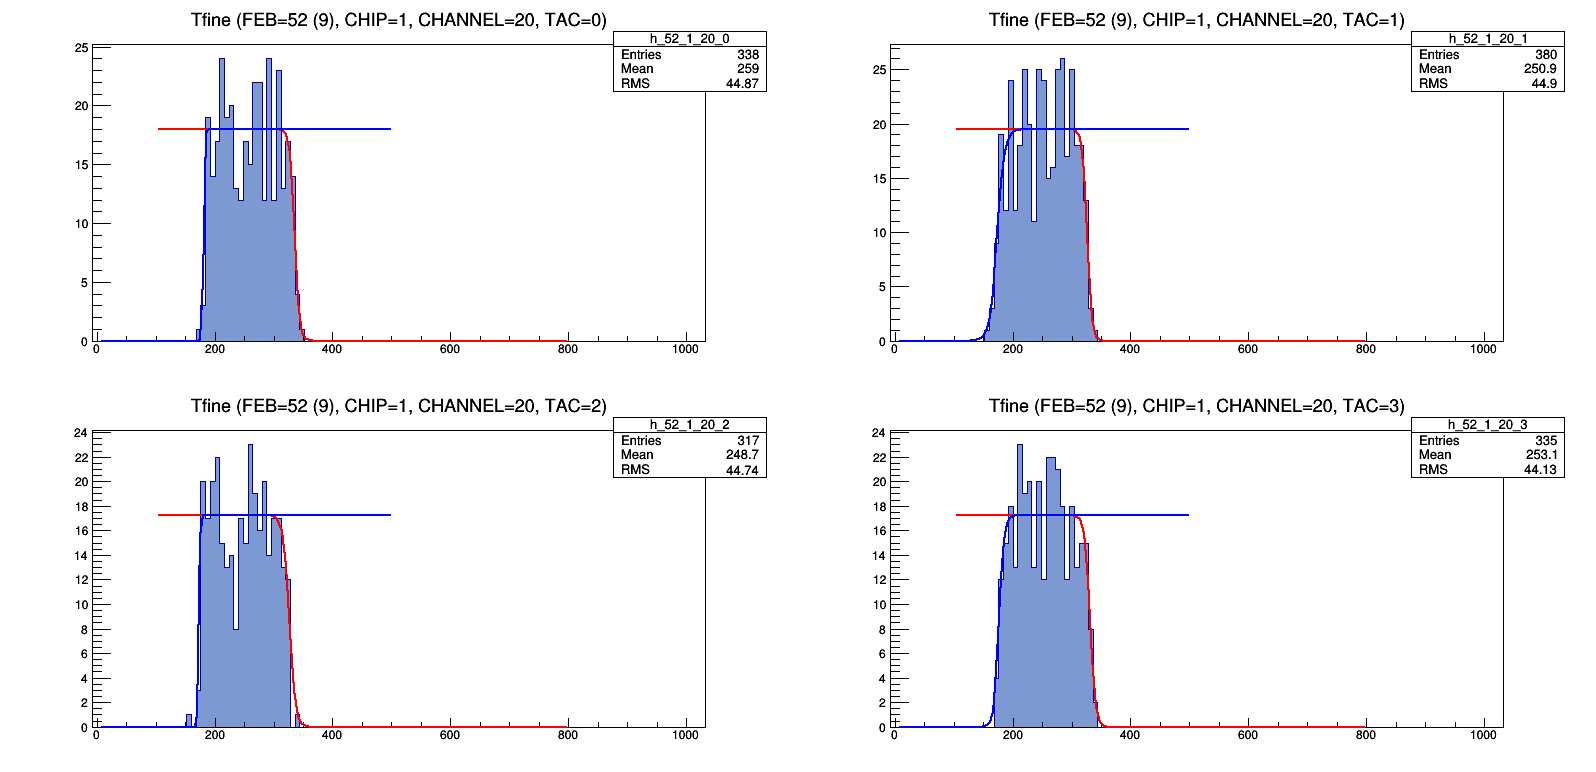 Tfine (FEB=52 (9), CHIP=1, CHANNEL=20, TAC=0)
h_52_1_20_0
Entries 338
Mean 259
RMS 44.87
25
20
15
10
5
0
0 200 400 600 800 1000
Tfine (FEB=52 (9), CHIP=1, CHANNEL=20, TAC=1)
h_52_1_20_1
Entries 380
Mean 250.9
RMS 44.9
25
20
15
10
5
0
0 200 400 600 800 1000
Tfine (FEB=52 (9), CHIP=1, CHANNEL=20, TAC=2)
h_52_1_20_2
Entries 317
Mean 248.7
RMS 44.74
24
22
20
18
16
14
12
10
8
6
4
2
0
0 200 400 600 800 1000
Tfine (FEB=52 (9), CHIP=1, CHANNEL=20, TAC=3)
h_52_1_20_3
Entries 335
Mean 253.1
RMS 44.13
24
22
20
18
16
14
12
10
8
6
4
2
0
0 200 400 600 800 1000